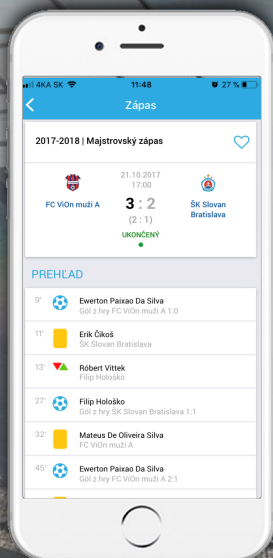 4KA SK 11:48 27 %
Zápas
2017-2018 | Majstrovský zápas
21.10.2017
17:00
FC ViOn muži A 3 : 2 ŠK Slovan Bratislava
(2 : 1)
UKONČENÝ
PREHĽAD
9' Ewerton Paixao Da Silva
Gól z hry FC ViOn muži A 1:0
11' Erik Čikoš
ŠK Slovan Bratislava
13' Róbert Vittek
Filip Hološko
27' Filip Hološko
Gól z hry ŠK Slovan Bratislava 1:1
32' Mateus De Oliveira Silva
FC ViOn muži A
45' Ewerton Paixao Da Silva
Gól z hry FC ViOn muži A 2:1